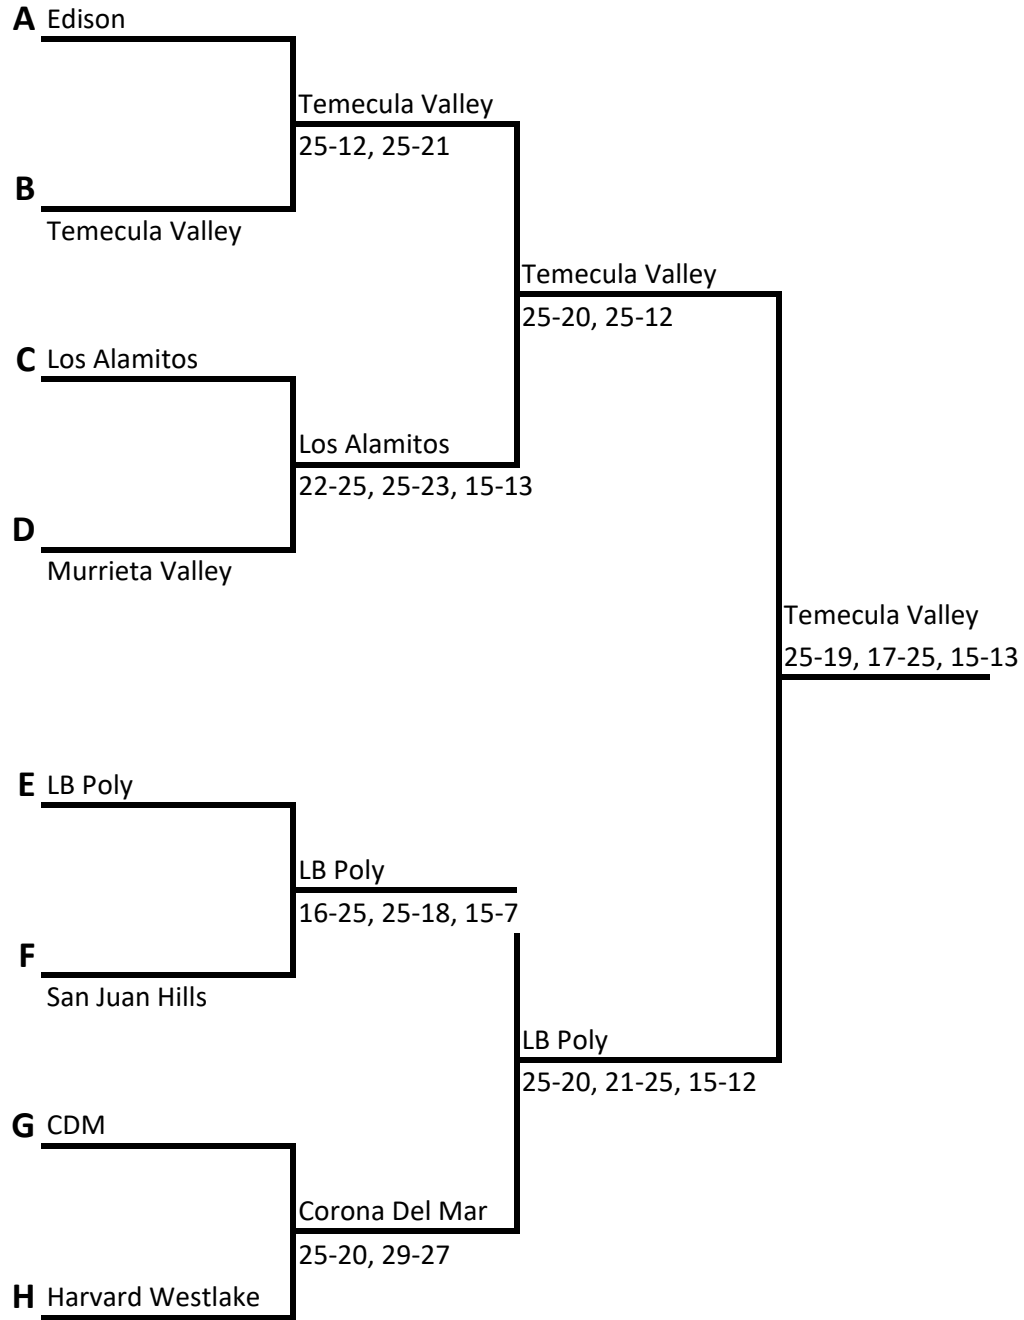 A Edison
Temecula Valley
25-12, 25-21
B
Temecula Valley
Temecula Valley
25-20, 25-12
C Los Alamitos
Los Alamitos
22-25, 25-23, 15-13
D
Murrieta Valley
Temecula Valley
25-19, 17-25, 15-13
E LB Poly
LB Poly
16-25, 25-18, 15-7
F
San Juan Hills
LB Poly
25-20, 21-25, 15-12
G CDM
Corona Del Mar
25-20, 29-27
H Harvard Westlake